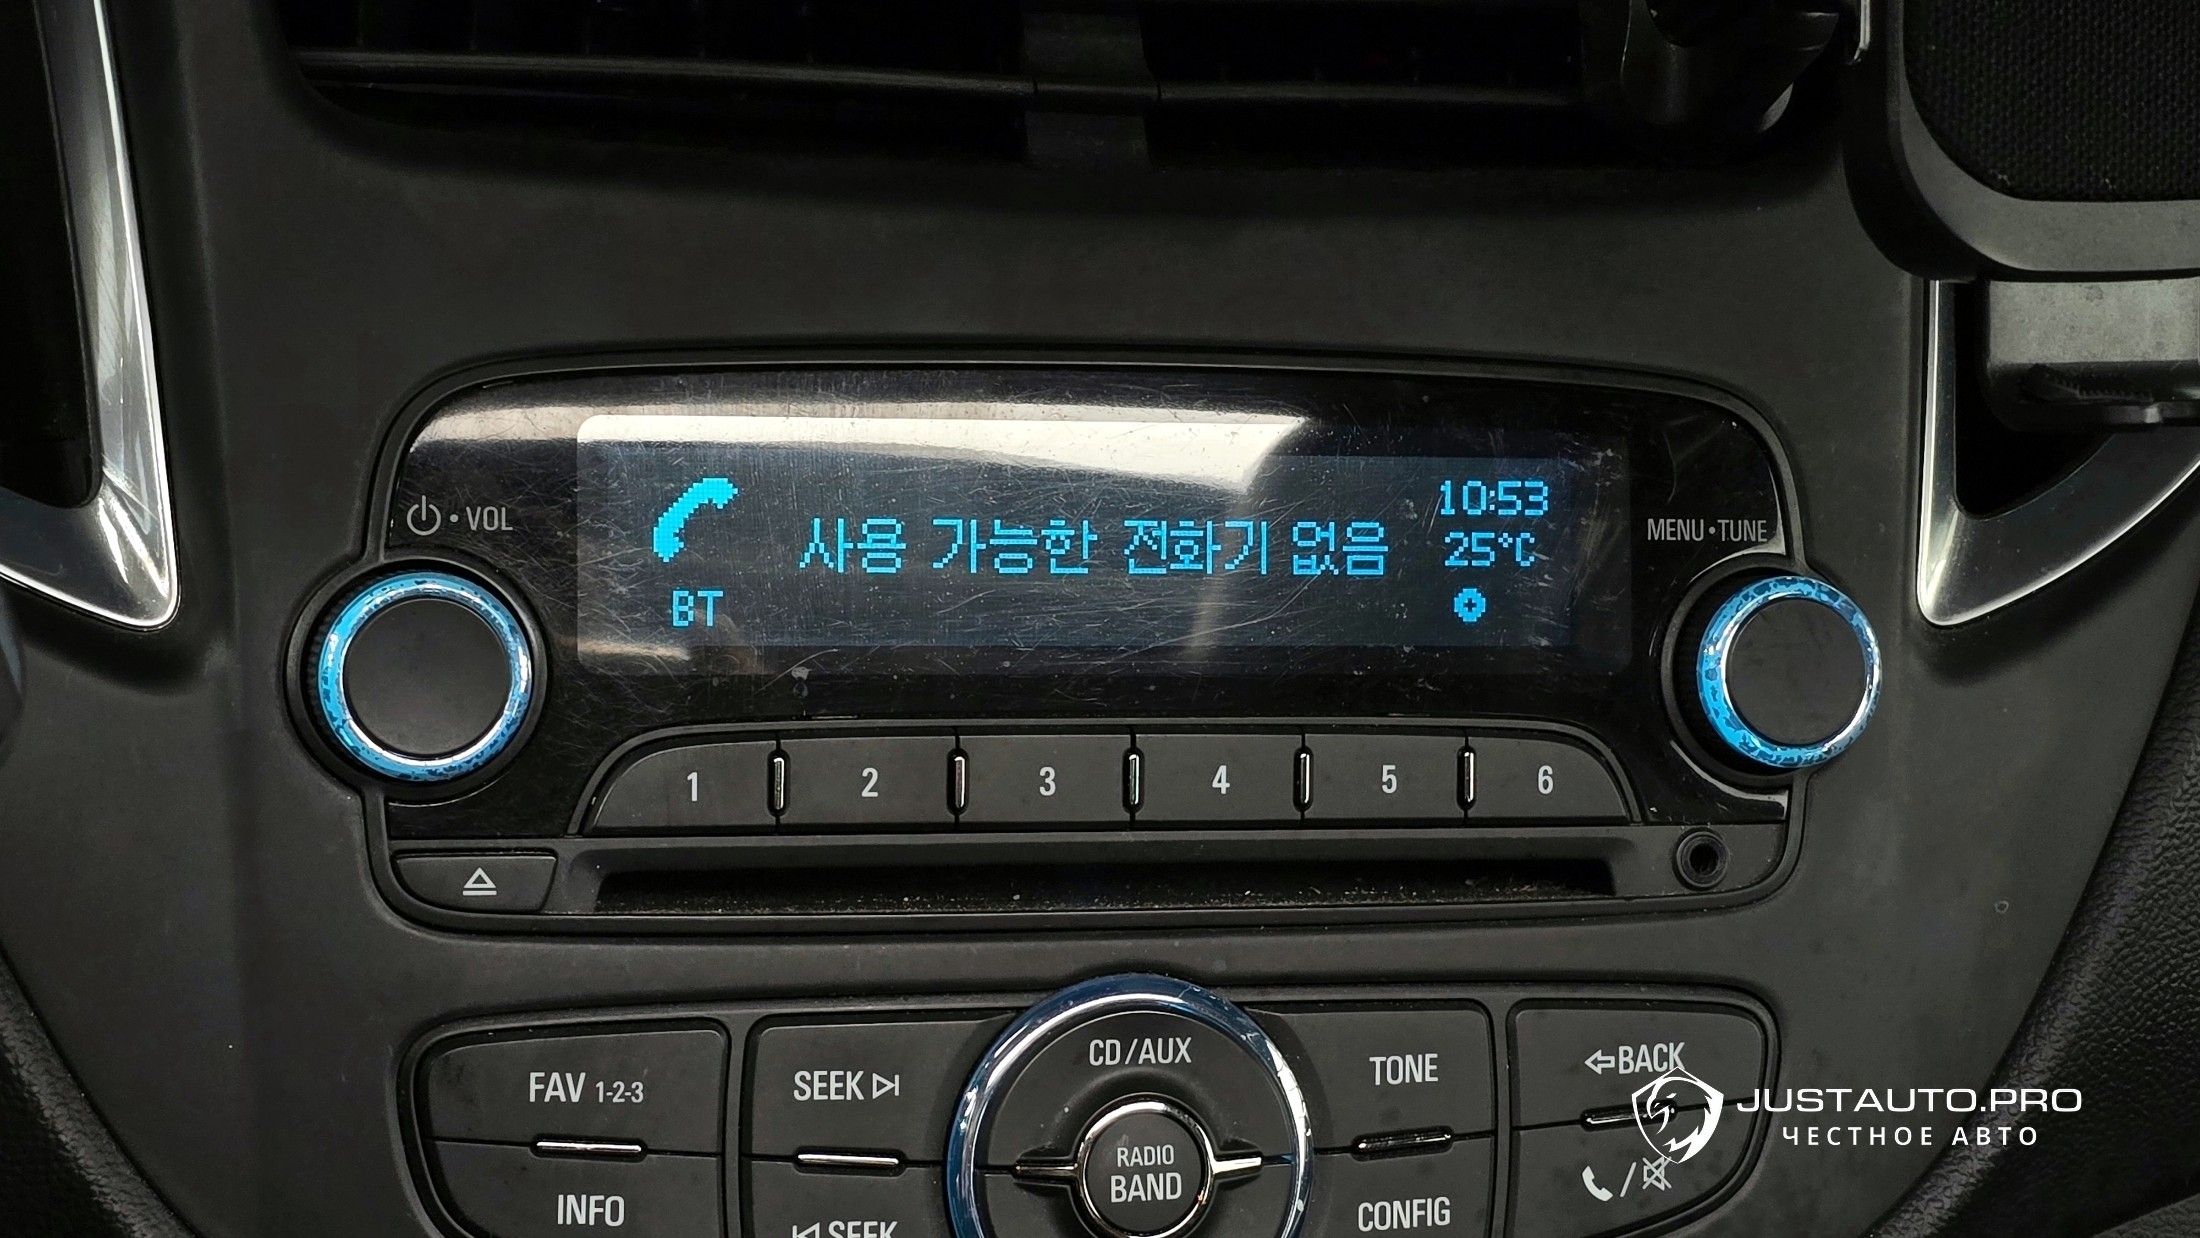 VOL
사용 가능한 전화기 없음
BT
10:53
25°C
MENU•TUNE
1
2
3
4
5
6
FAV 1-2-3
SEEK
CD/AUX
TONE
BACK
INFO
SEEK
RADIO
BAND
CONFIG
JUSTAUTO.PRO
ЧЕСТНОЕ АВТО